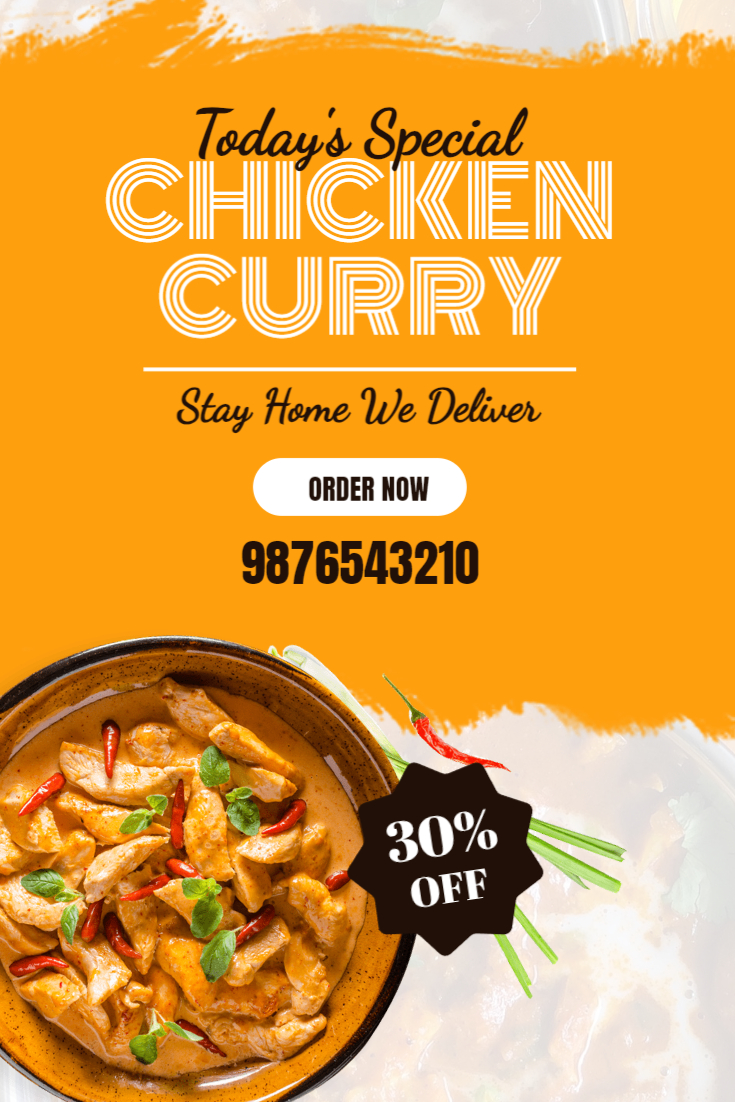 Today's Special
CHICKEN
CURRY
Stay Home We Deliver
ORDER NOW
9876543210
30%
OFF